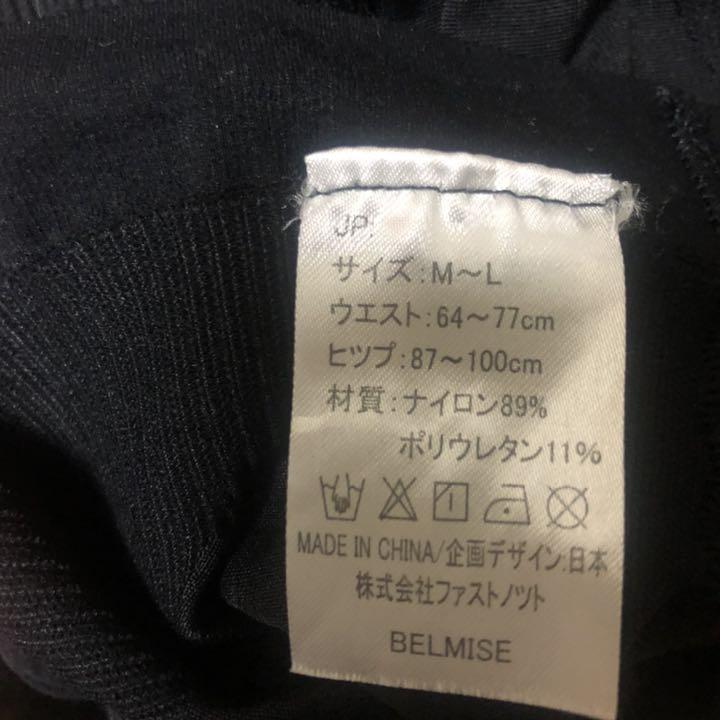 JP:
サイズ:M～L
ウエスト:64～77cm
ヒツプ:87～100cm
材質:ナイロン89%
ポリウレタン11%
MADE IN CHINA/企画デザイン:日本
株式会社ファストノツト
BELMISE